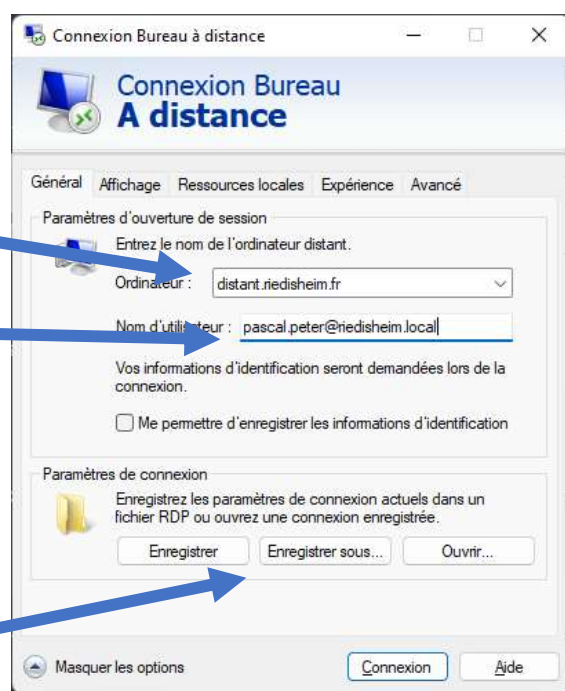 Connexion Bureau à distance
Connexion Bureau
A distance
Général Affichage Ressources locales Expérience Avancé
Paramètres d'ouverture de session
Entrez le nom de l'ordinateur distant.
Ordinateur : distant.riedisheim.fr
Nom d'utilisateur : pascal.peter@riedisheim.local
Vos informations d'identification seront demandées lors de la
connexion.
Me permettre d'enregistrer les informations d'identification
Paramètres de connexion
Enregistrez les paramètres de connexion actuels dans un
fichier RDP ou ouvrez une connexion enregistrée.
Enregistrer Enregistrer sous... Ouvrir...
Masquer les options Connexion Aide